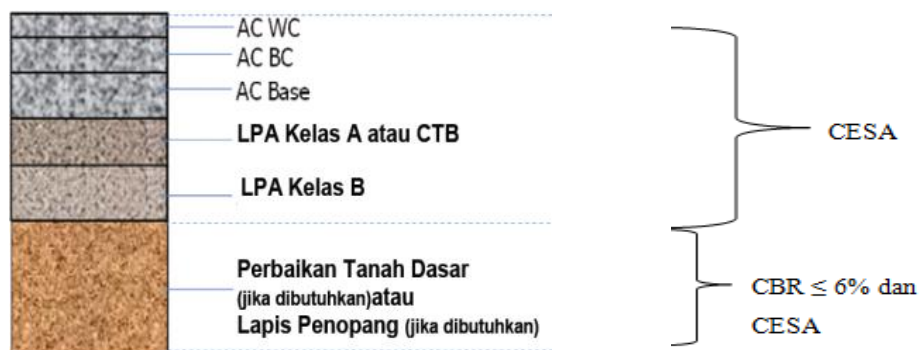 AC WC
AC BC
AC Base
LPA Kelas A atau CTB
LPA Kelas B
CESA
Perbaikan Tanah Dasar
(jika dibutuhkan)atau
Lapis Penopang (jika dibutuhkan)
CBR ≤ 6% dan
CESA